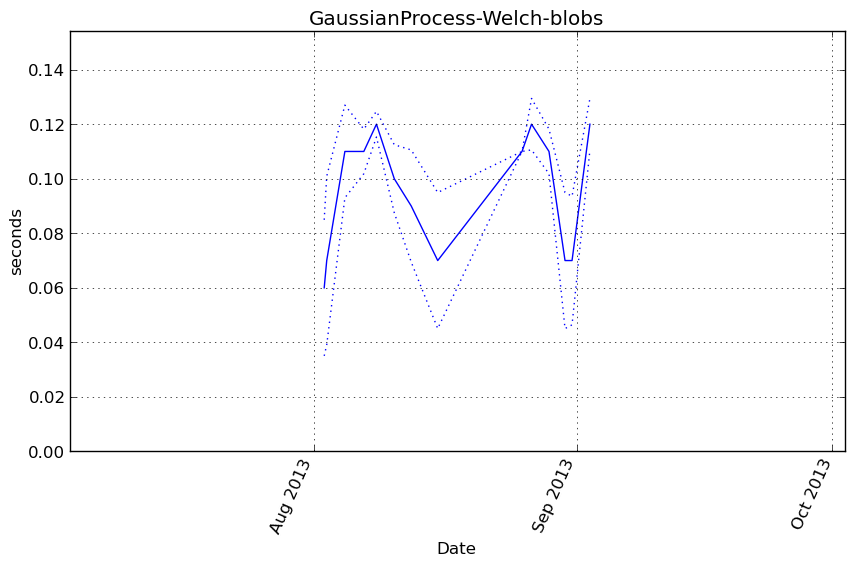 GaussianProcess-Welch-blobs
0.14
0.12
0.10
0.08
0.06
0.04
0.02
0.00
seconds
Aug 2013
Sep 2013
Oct 2013
Date